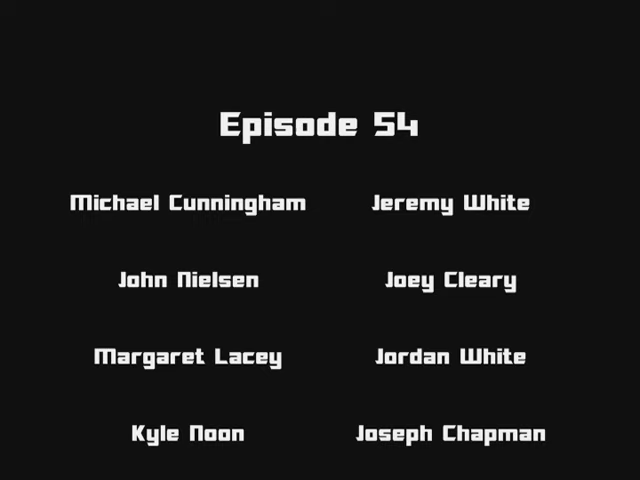 Episode 54
Michael Cunningham Jeremy White
John Nielsen Joey Cleary
Margaret Lacey Jordan White
Kyle Noon Joseph Chapman